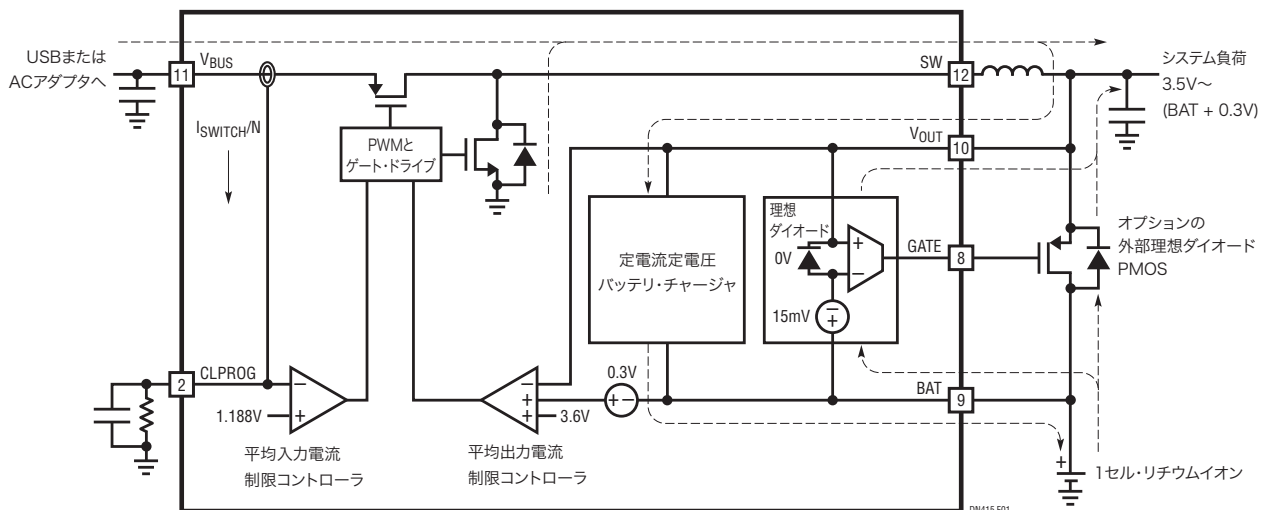 USBまたは
ACアダプタへ
11
VBUS
ISWITCH/N
PWMと
ゲート・ドライブ
SW
12
システム負荷
3.5V～
(BAT + 0.3V)
VOUT
10
定電流定電圧
バッテリ・チャージャ
理想
ダイオード
0V
+
−
15mV
−
+
GATE
8
オプションの
外部理想ダイオード
PMOS
2
CLPROG
−
1.188V
+
平均入力電流
制限コントローラ
−
+
+
3.6V
0.3V
+ −
平均出力電流
制限コントローラ
BAT
9
+
1セル・リチウムイオン
DN415 F01